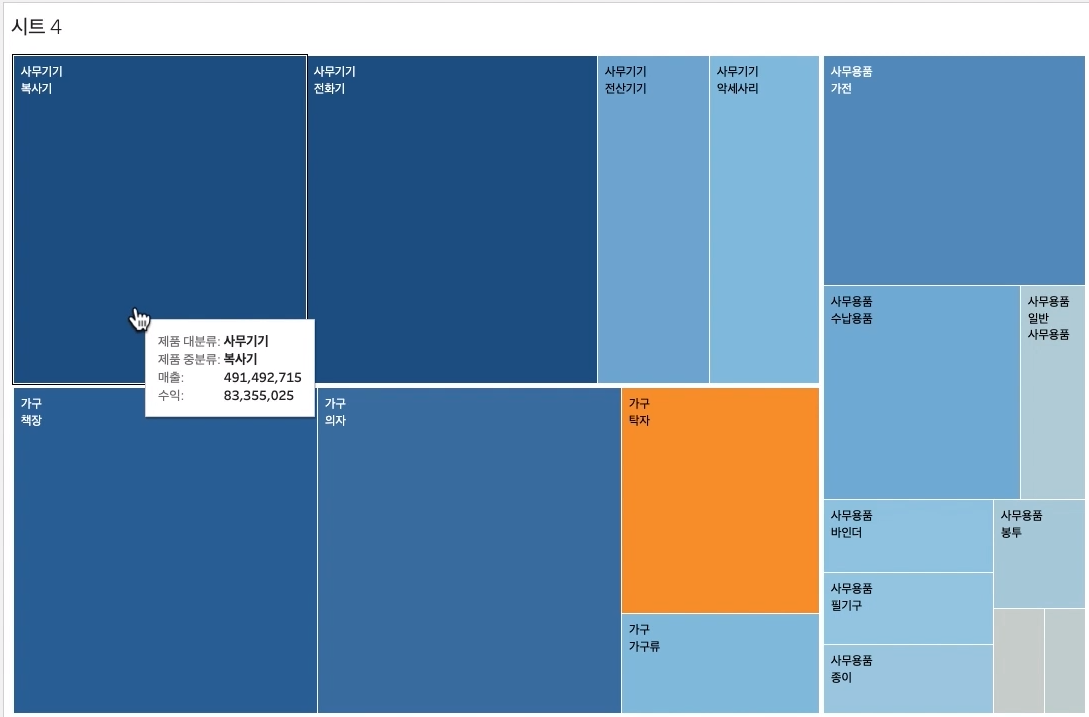 시트 4
사무기기
복사기
사무기기
전화기
사무기기
전산기기
사무기기
악세사리
사무용품
가전
사무용품
수납용품
사무용품
일반
사무용품
제품 대분류: 사무기기
제품 중분류: 복사기
매출: 491,492,715
수익: 83,355,025
가구
책장
가구
의자
가구
탁자
가구
가구류
사무용품
바인더
사무용품
봉투
사무용품
필기구
사무용품
종이